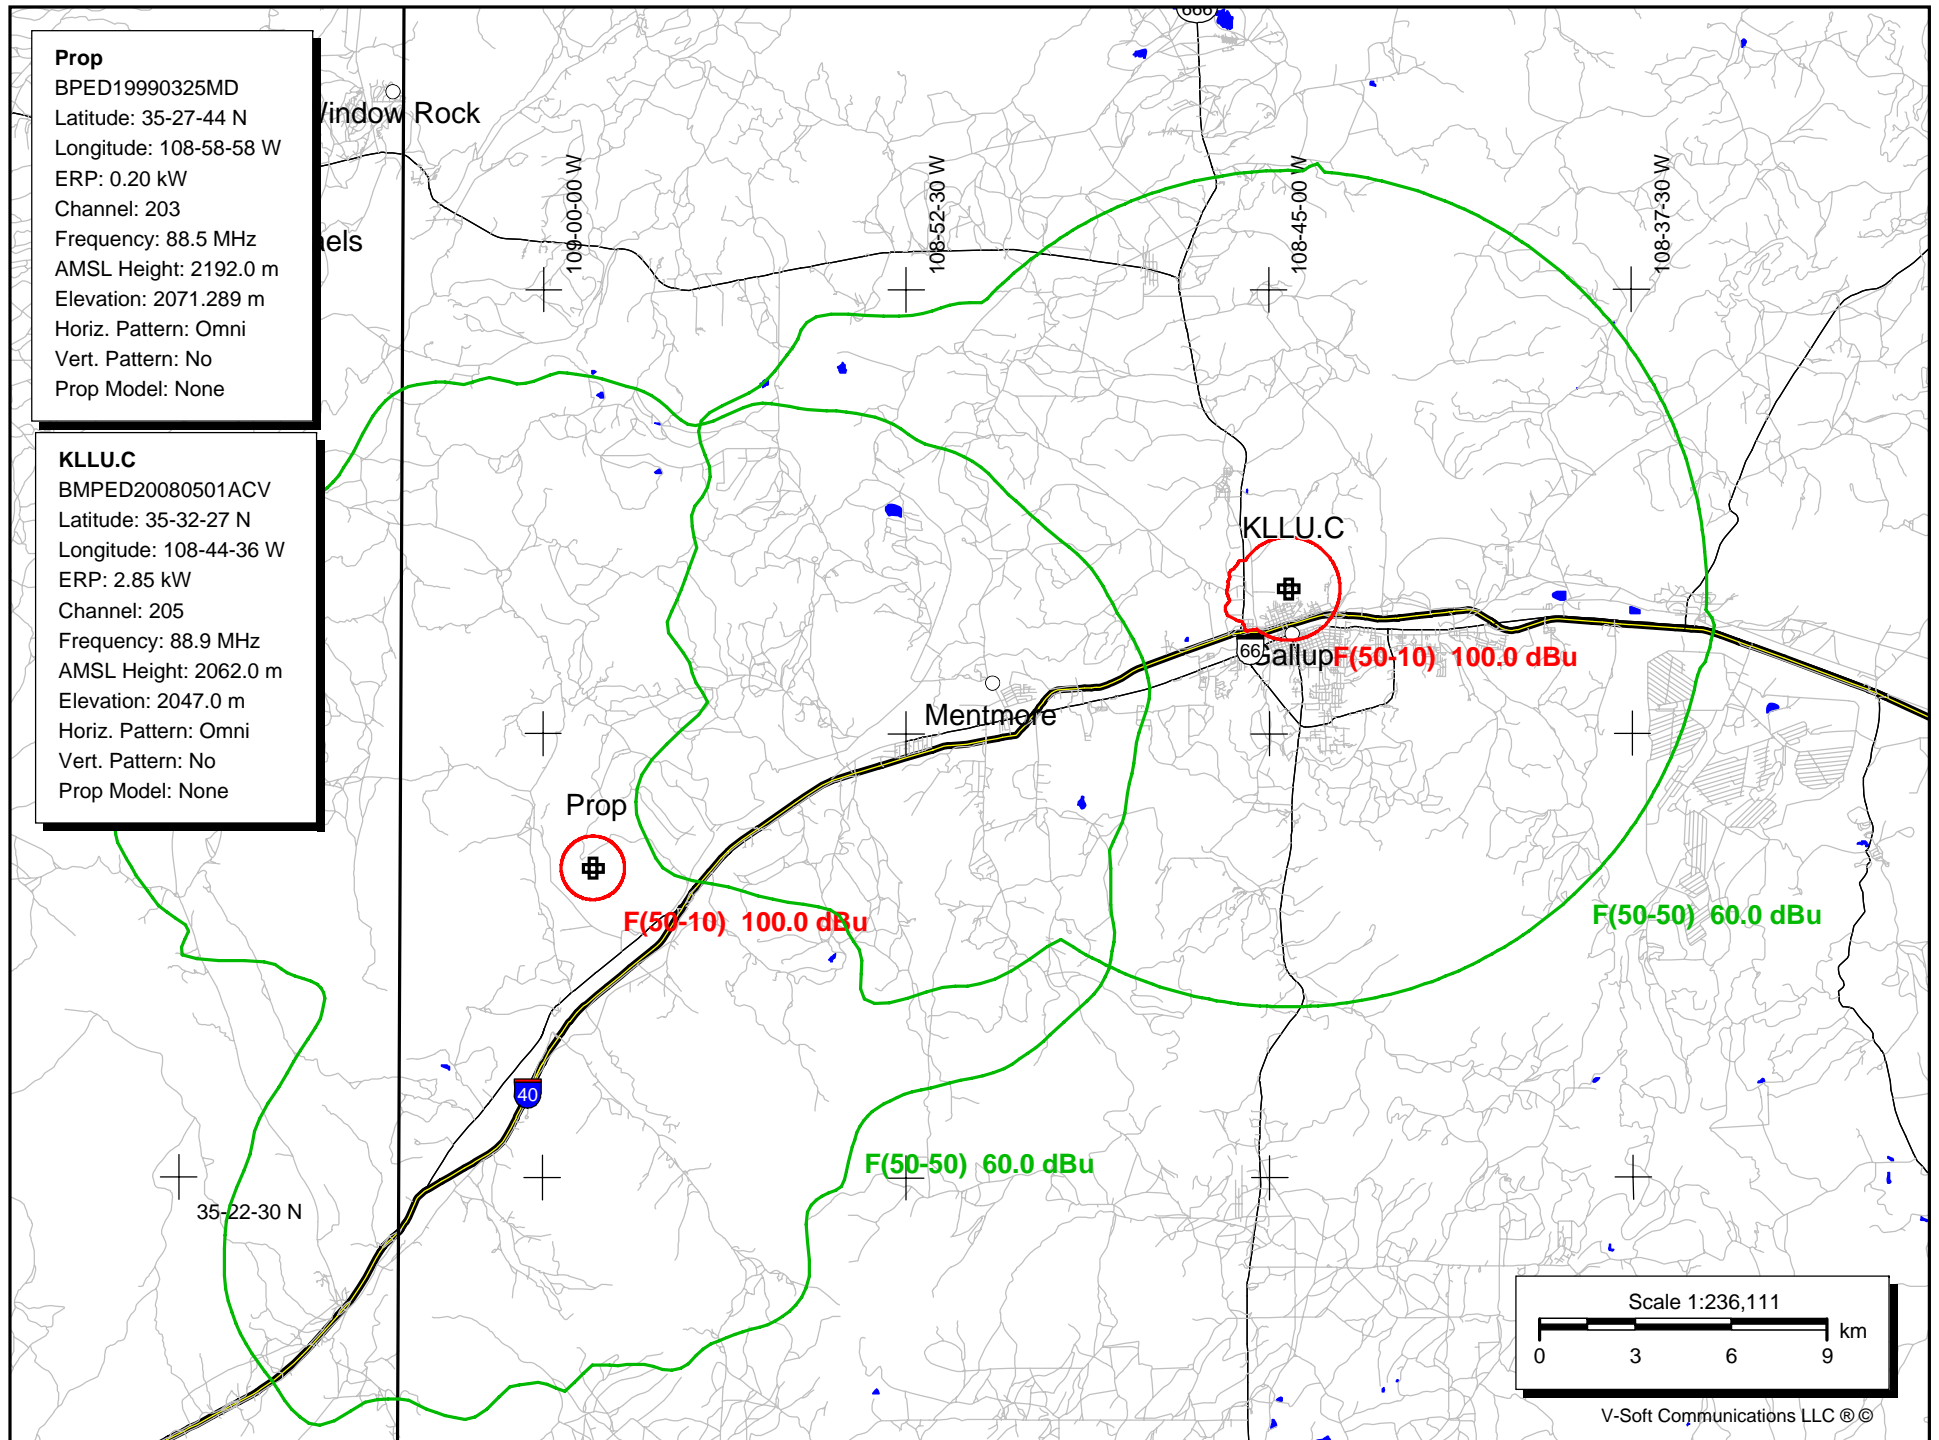 Prop
BPED19990325MD
Latitude: 35-27-44 N
Longitude: 108-58-58 W
ERP: 0.20 kW
Channel: 203
Frequency: 88.5 MHz
AMSL Height: 2192.0 m
Elevation: 2071.289 m
Horiz. Pattern: Omni
Vert. Pattern: No
Prop Model: None
KLLU.C
BMPED20080501ACV
Latitude: 35-32-27 N
Longitude: 108-44-36 W
ERP: 2.85 kW
Channel: 205
Frequency: 88.9 MHz
AMSL Height: 2062.0 m
Elevation: 2047.0 m
Horiz. Pattern: Omni
Vert. Pattern: No
Prop Model: None
666
Window Rock
els
109-00-00 W
108-52-30 W
108-45-00 W
108-37-30 W
KLLU.C
66
Gallup
F(50-10) 100.0 dBu
Mentmore
Prop
F(50-10) 100.0 dBu
F(50-50) 60.0 dBu
40
F(50-50) 60.0 dBu
35-22-30 N
Scale 1:236,111
km
0 3 6 9
V-Soft Communications LLC ® ©